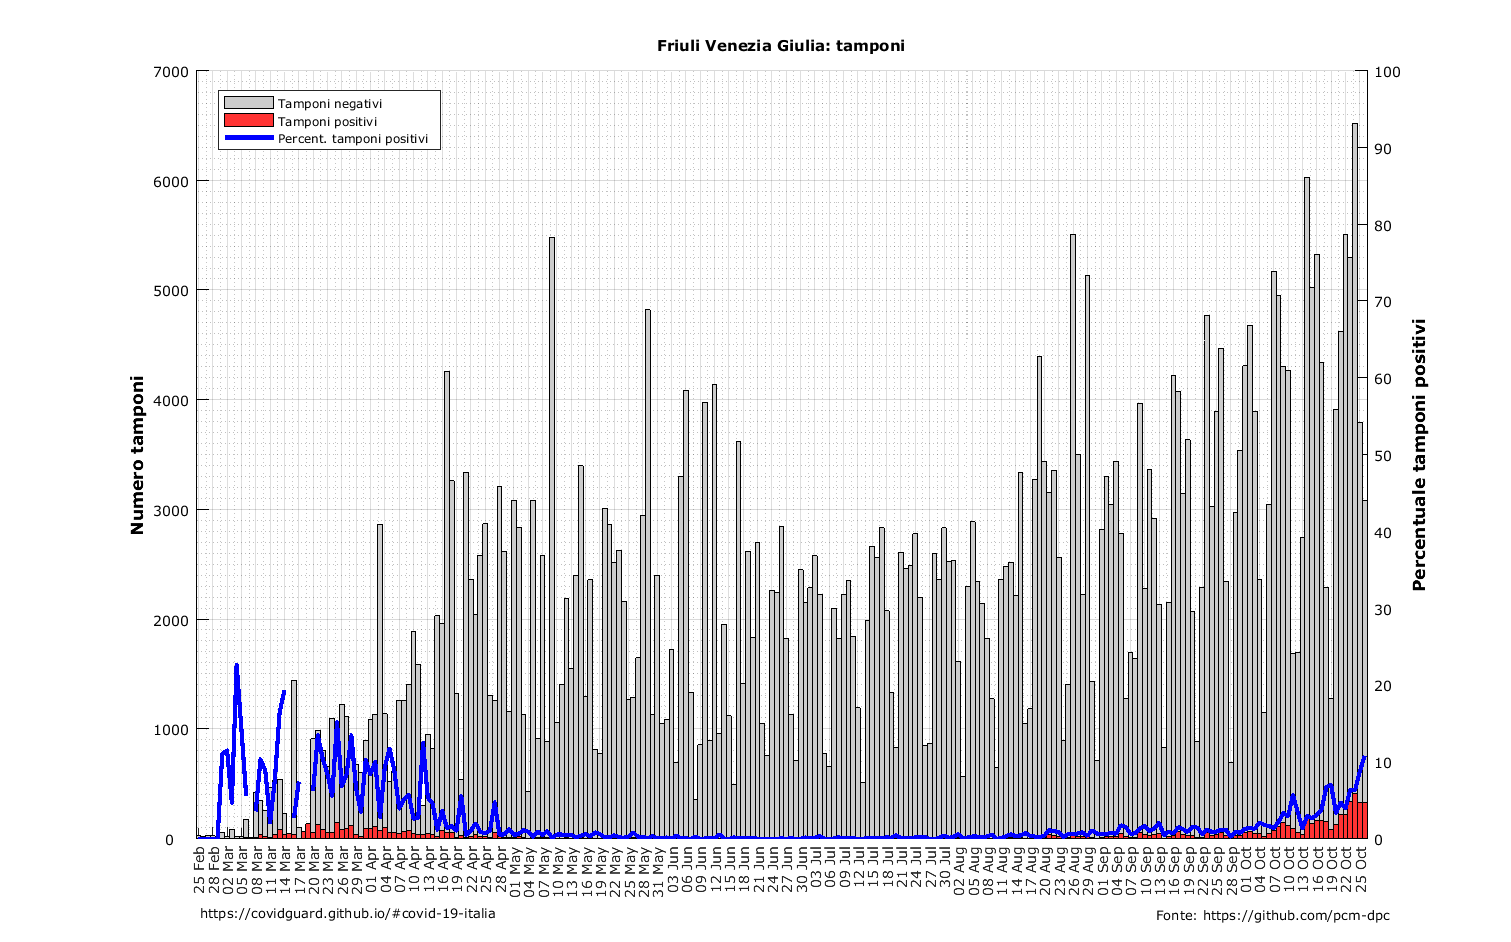 Friuli Venezia Giulia: tamponi
7000
6000
5000
4000
3000
2000
1000
0
100
90
80
70
60
50
40
30
20
10
0
Tamponi negativi
Tamponi positivi
Percent. tamponi positivi
Numero tamponi
Percentuale tamponi positivi
25 Feb
28 Feb
02 Mar
05 Mar
08 Mar
11 Mar
14 Mar
17 Mar
20 Mar
23 Mar
26 Mar
29 Mar
01 Apr
04 Apr
07 Apr
10 Apr
13 Apr
16 Apr
19 Apr
22 Apr
25 Apr
28 Apr
01 May
04 May
07 May
10 May
13 May
16 May
19 May
22 May
25 May
28 May
31 May
03 Jun
06 Jun
09 Jun
12 Jun
15 Jun
18 Jun
21 Jun
24 Jun
27 Jun
30 Jun
03 Jul
06 Jul
09 Jul
12 Jul
15 Jul
18 Jul
21 Jul
24 Jul
27 Jul
30 Jul
02 Aug
05 Aug
08 Aug
11 Aug
14 Aug
17 Aug
20 Aug
23 Aug
26 Aug
29 Aug
01 Sep
04 Sep
07 Sep
10 Sep
13 Sep
16 Sep
19 Sep
22 Sep
25 Sep
28 Sep
01 Oct
04 Oct
07 Oct
10 Oct
13 Oct
16 Oct
19 Oct
22 Oct
25 Oct
https://covidguard.github.io/#covid-19-italia
Fonte: https://github.com/pcm-dpc